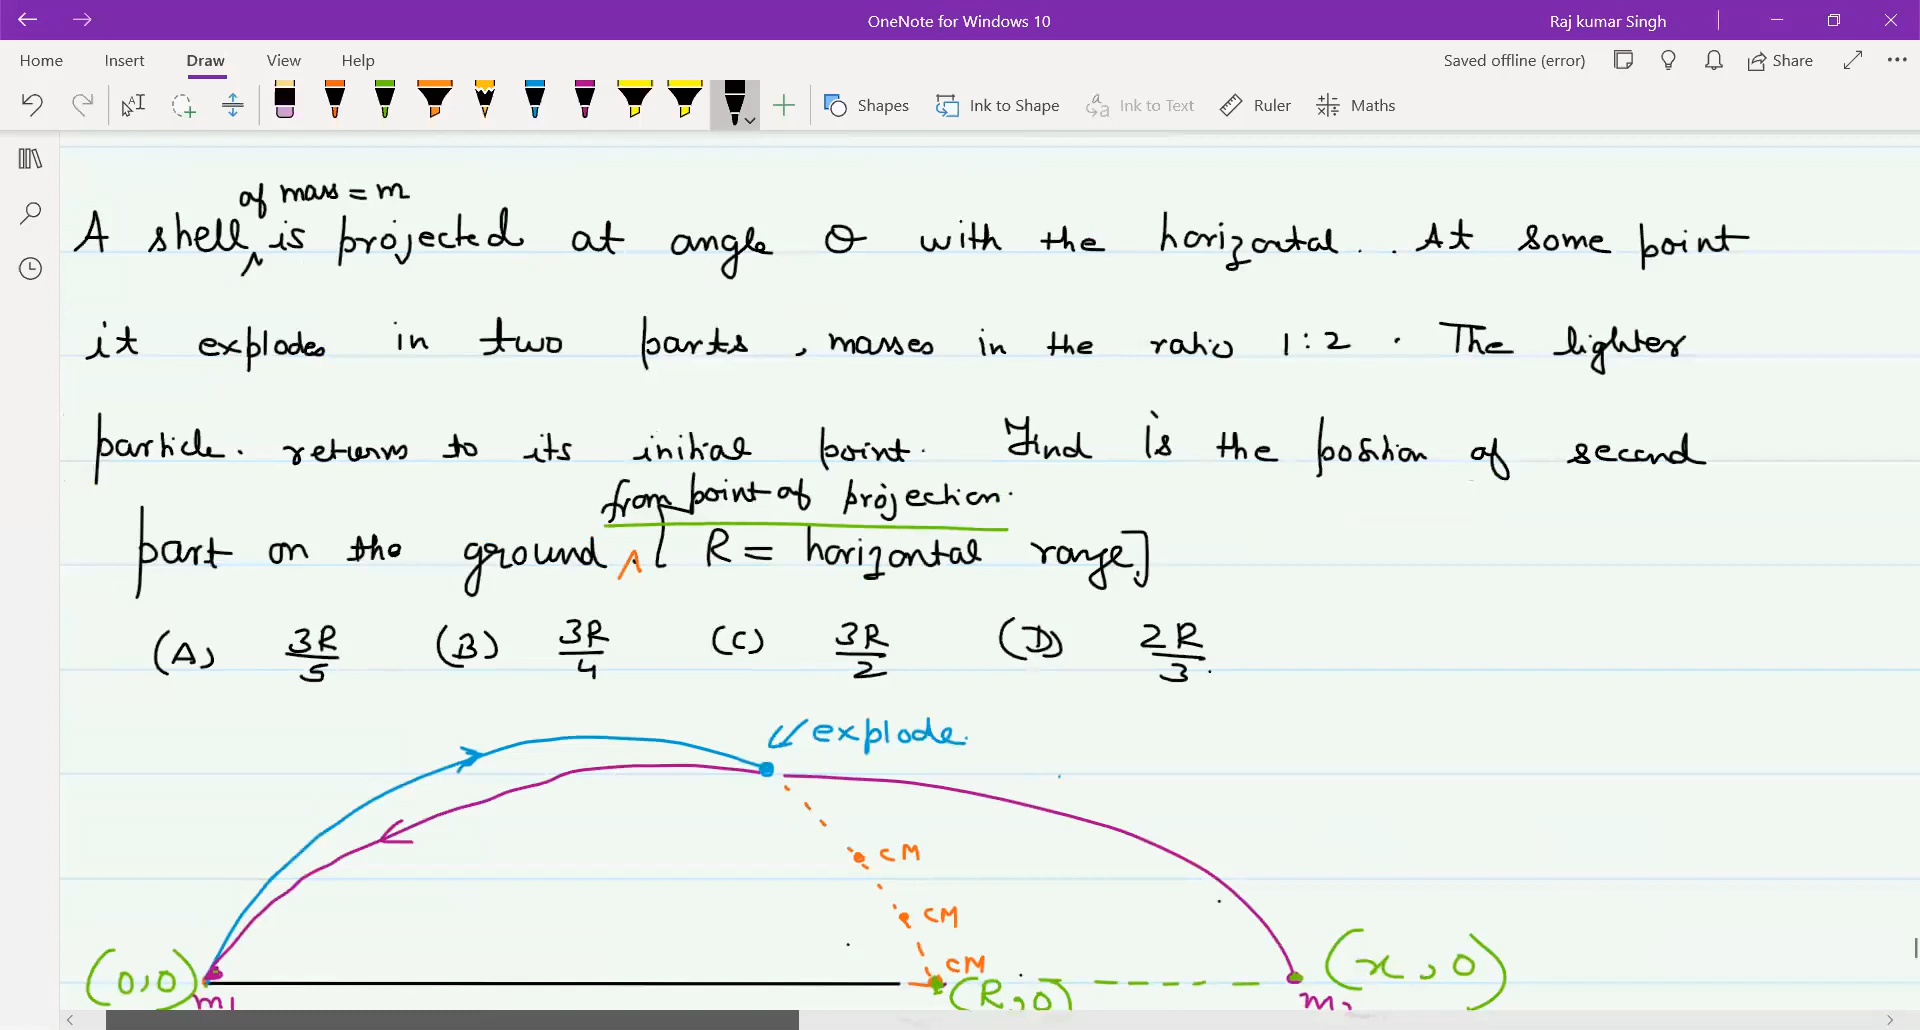 OneNote for Windows 10
Raj kumar Singh
Home Insert Draw View Help
Saved offline (error) Share
Shapes Ink to Shape Ink to Text Ruler Maths
of mass = m
A shell is projected at angle θ with the horizontal. . At some point
it explodes in two parts , masses in the ratio 1 : 2 . The lighter
particle. returns to its initial point. Find is the position of second
from point of projection.
part on the ground [ R = horizontal range]
(A) 3R/5 (B) 3R/4 (C) 3R/2 (D) 2R/3
explode.
CM
CM
CM
(0,0) (R,0) (x,0)
m1 m2